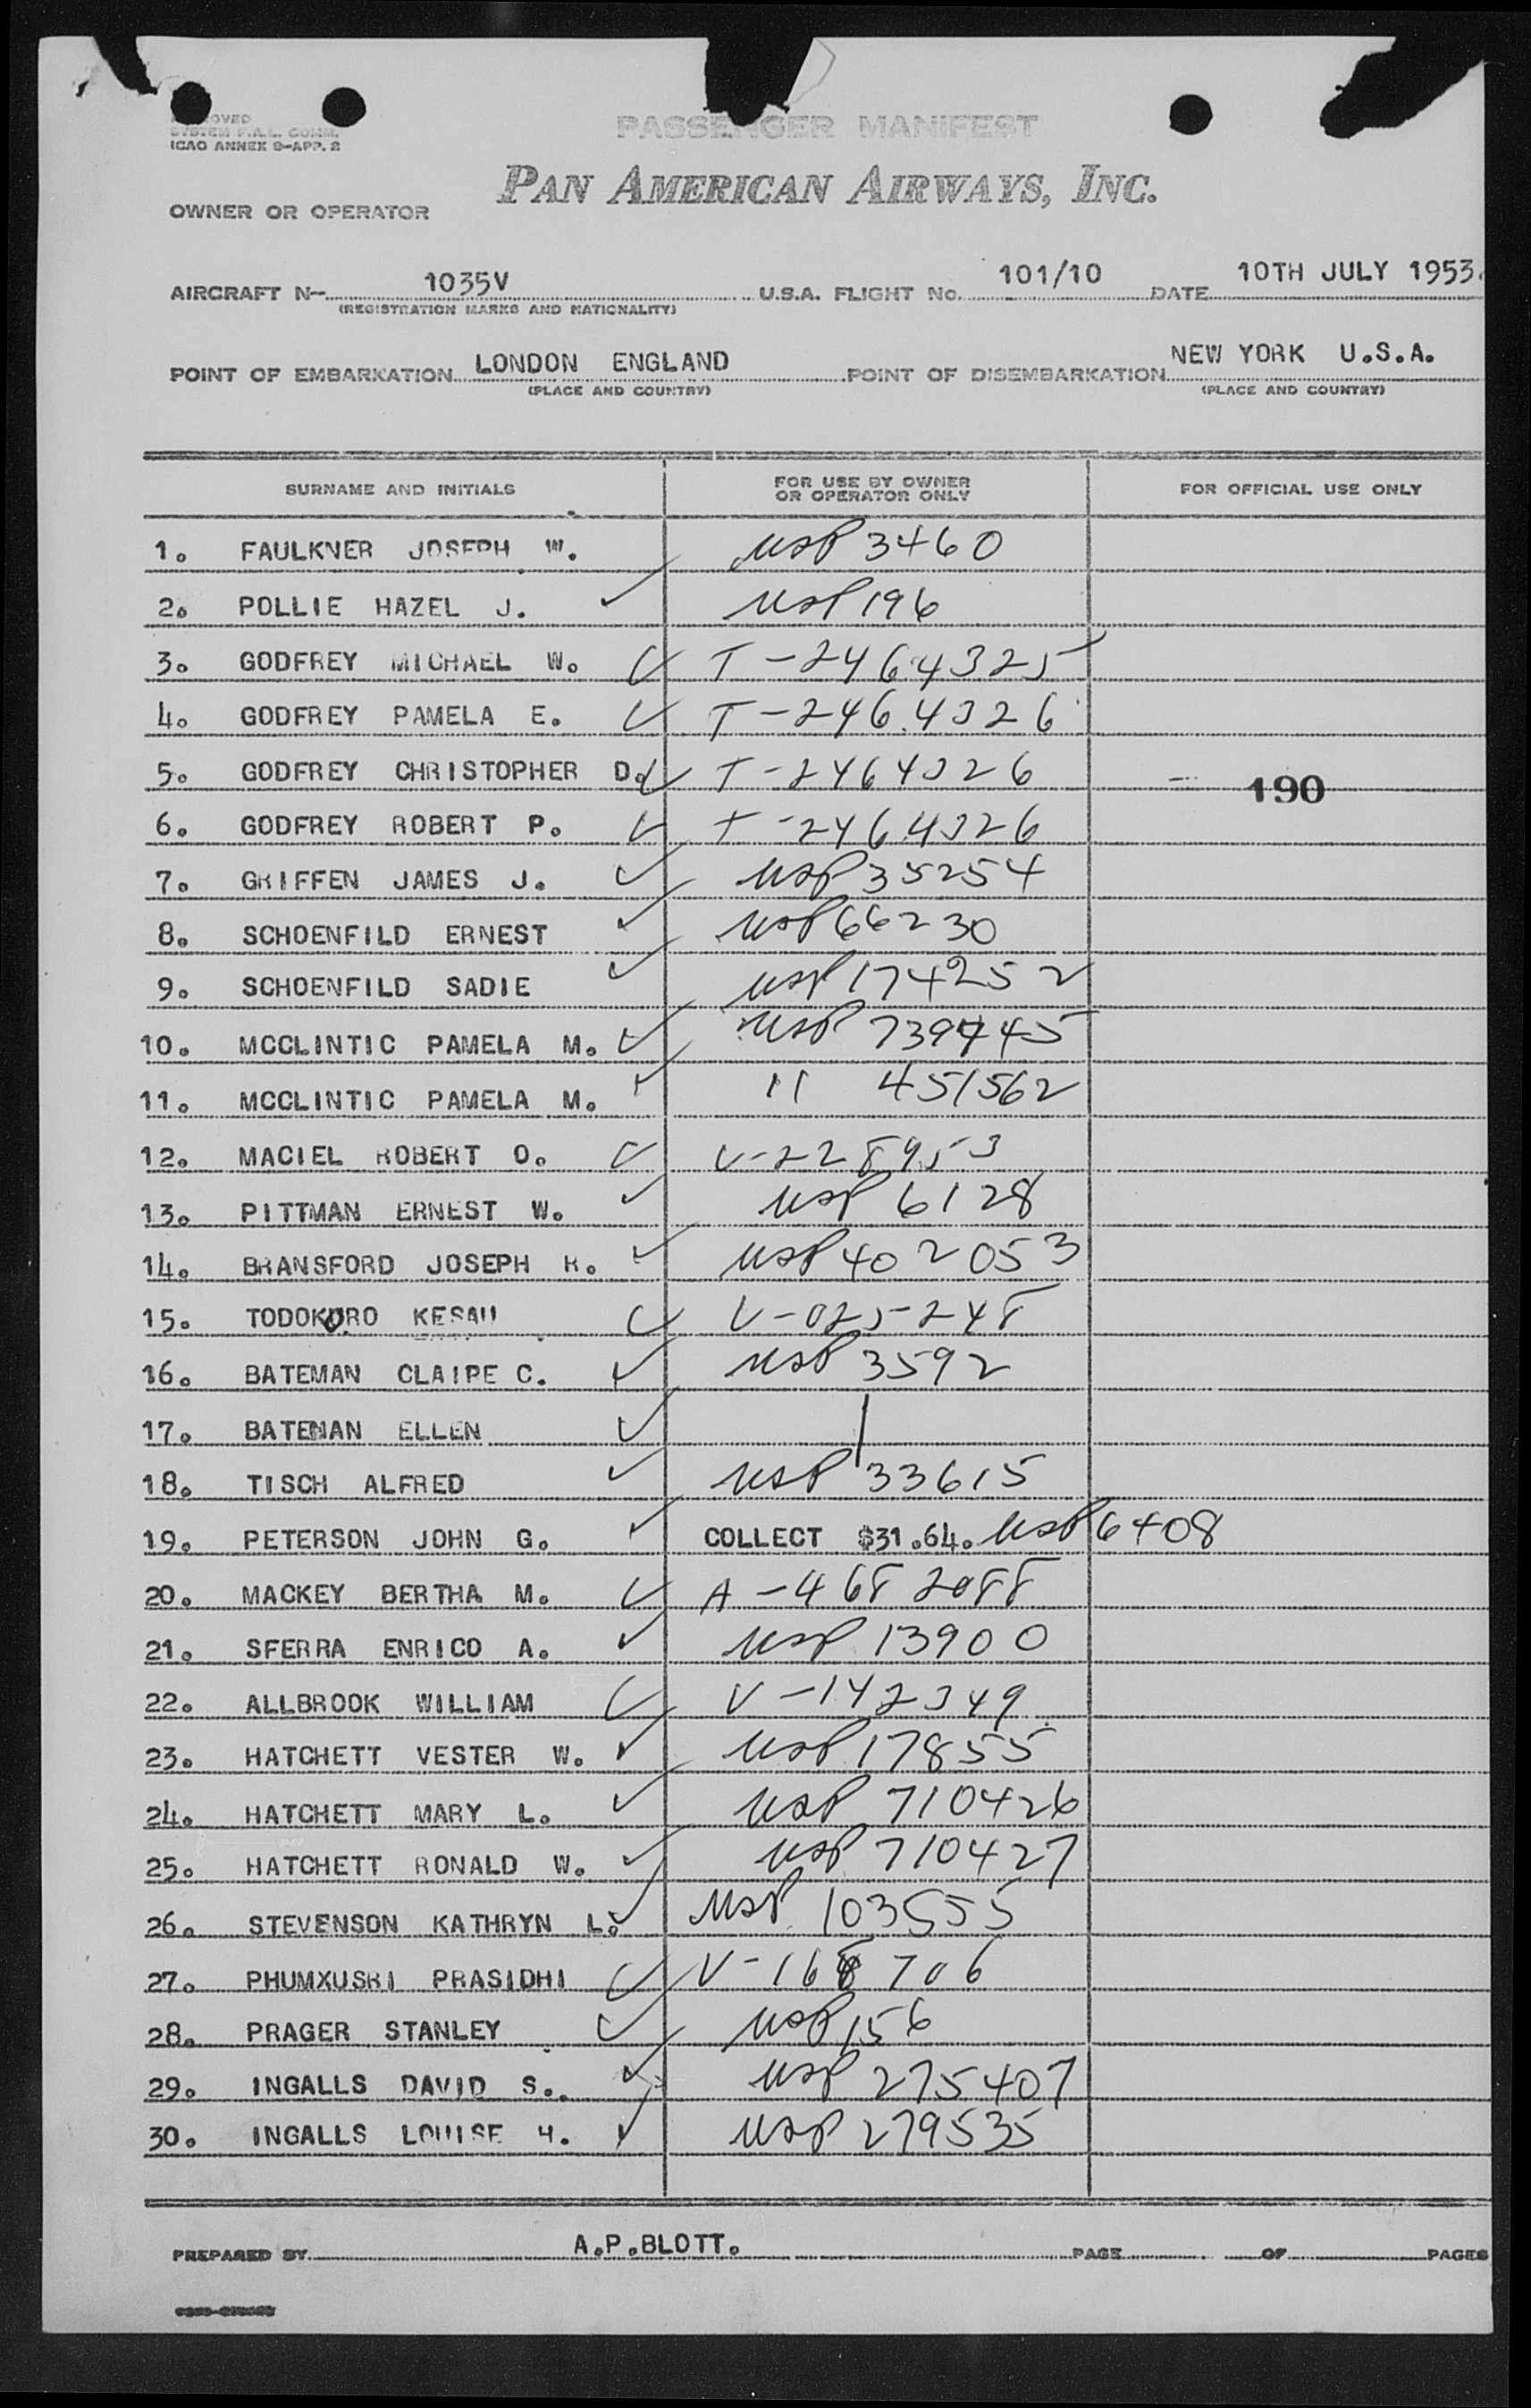 OVED
SYSTEM F.A.L. COMM.
ICAO ANNEX 9-APP. 2
PASSENGER MANIFEST
PAN AMERICAN AIRWAYS, INC.
OWNER OR OPERATOR
AIRCRAFT N- 1035V U.S.A. FLIGHT No. 101/10 DATE 10TH JULY 1953.
(REGISTRATION MARKS AND NATIONALITY)
POINT OF EMBARKATION LONDON ENGLAND POINT OF DISEMBARKATION NEW YORK U.S.A.
(PLACE AND COUNTRY) (PLACE AND COUNTRY)
SURNAME AND INITIALS FOR USE BY OWNER OR OPERATOR ONLY FOR OFFICIAL USE ONLY
1. FAULKNER JOSEPH W. USP 3460
2. POLLIE HAZEL J. USP 196
3. GODFREY MICHAEL W. T-2464325
4. GODFREY PAMELA E. T-2464326
5. GODFREY CHRISTOPHER D. T-2464326 190
6. GODFREY ROBERT P. T-2464326
7. GRIFFEN JAMES J. USP 35254
8. SCHOENFILD ERNEST USP 66230
9. SCHOENFILD SADIE USP 174252
10. MCCLINTIC PAMELA M. USP 739445
11. MCCLINTIC PAMELA M. " 451562
12. MACIEL ROBERT O. V-228953
13. PITTMAN ERNEST W. USP 6128
14. BRANSFORD JOSEPH R. USP 402053
15. TODOKORO KESAU V-025248
16. BATEMAN CLAIRE C. USP 3592
17. BATEMAN ELLEN
18. TISCH ALFRED USP 33615
19. PETERSON JOHN G. COLLECT $31.64. USP 6408
20. MACKEY BERTHA M. A-4682088
21. SFERRA ENRICO A. USP 13900
22. ALLBROOK WILLIAM V-142349
23. HATCHETT VESTER W. USP 17855
24. HATCHETT MARY L. USP 710426
25. HATCHETT RONALD W. USP 710427
26. STEVENSON KATHRYN L. USP 103555
27. PHUMXUSRI PRASIDHI V-168706
28. PRAGER STANLEY USP 156
29. INGALLS DAVID S. USP 275407
30. INGALLS LOUISE H. USP 279535
PREPARED BY A.P.BLOTT. PAGE OF PAGES